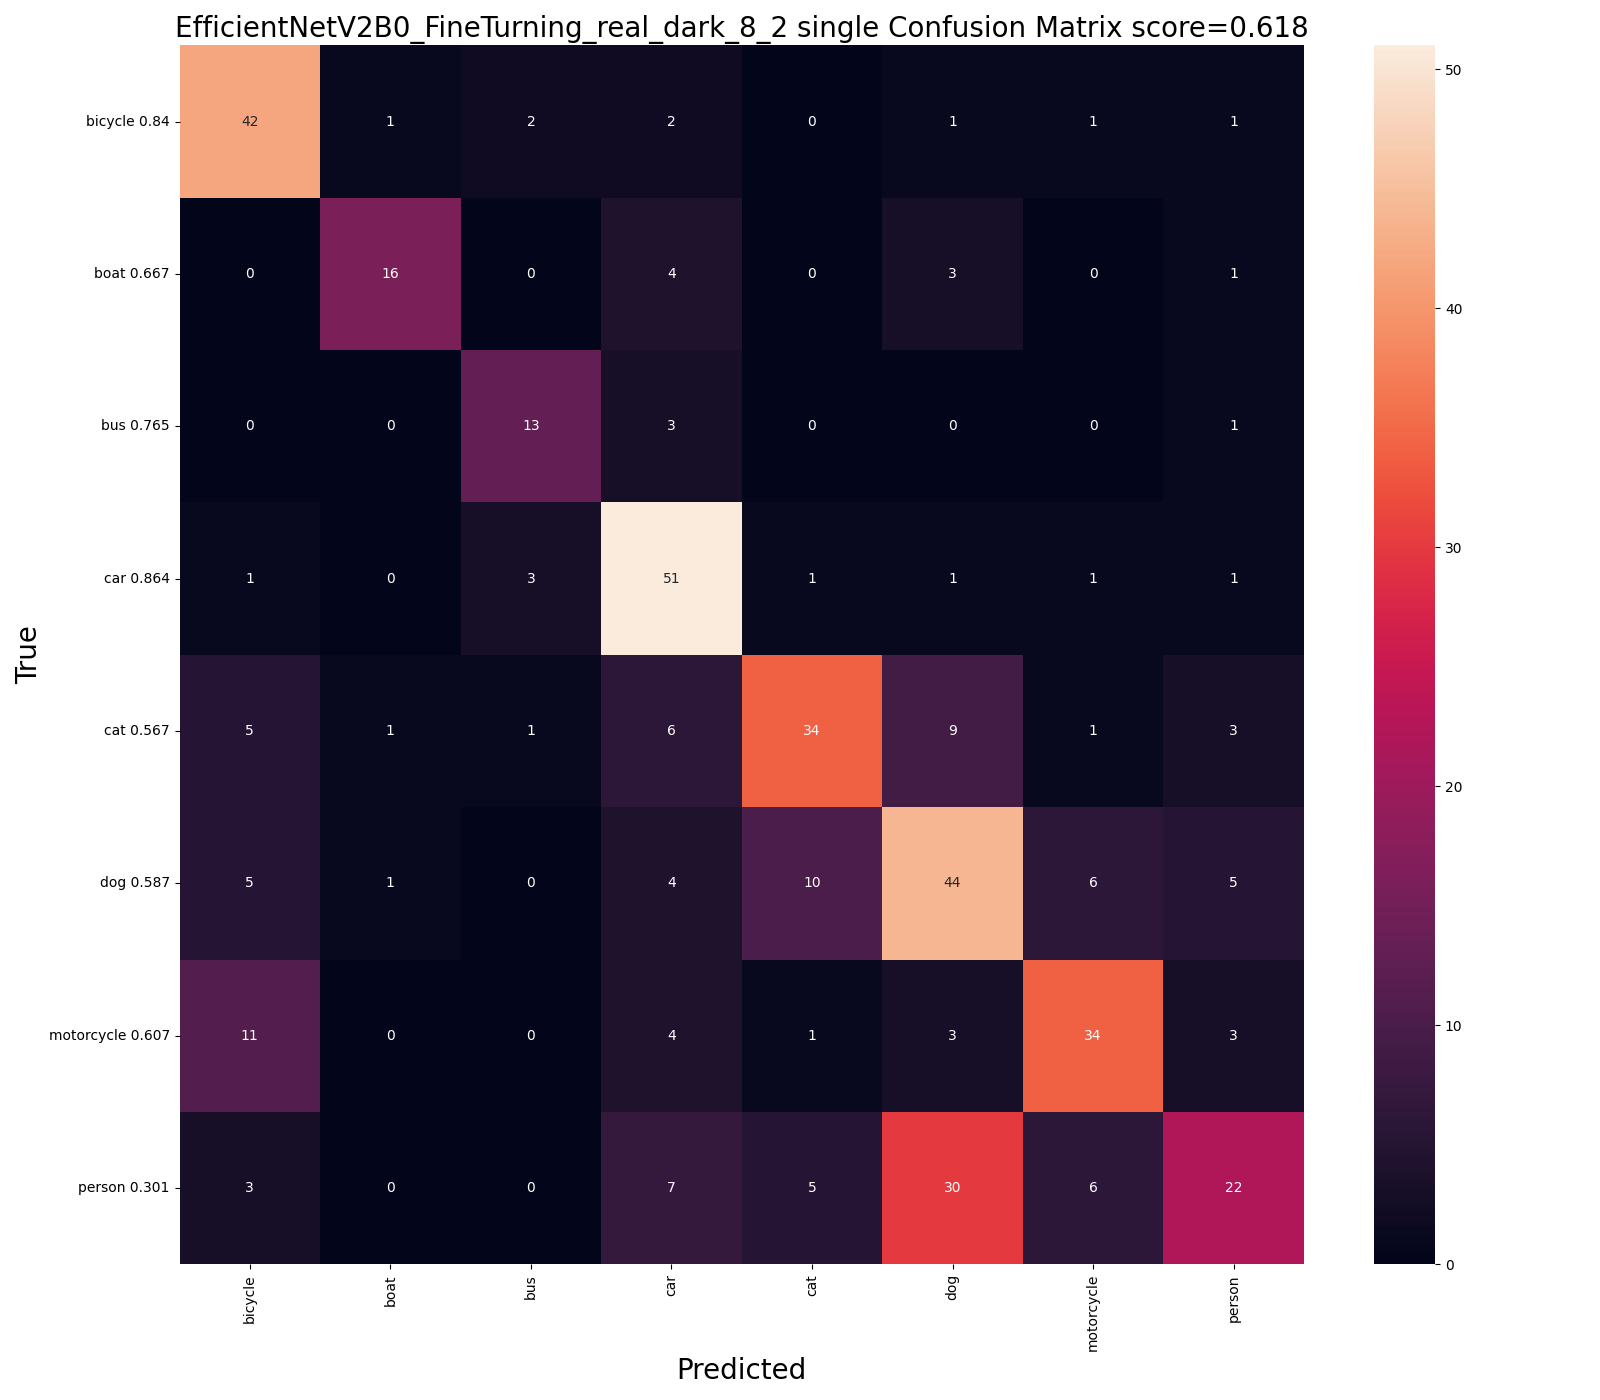 EfficientNetV2B0_FineTurning_real_dark_8_2 single Confusion Matrix score=0.618
bicycle 0.84 42 1 2 2 0 1 1 1
boat 0.667 0 16 0 4 0 3 0 1
bus 0.765 0 0 13 3 0 0 0 1
car 0.864 1 0 3 51 1 1 1 1
cat 0.567 5 1 1 6 34 9 1 3
dog 0.587 5 1 0 4 10 44 6 5
motorcycle 0.607 11 0 0 4 1 3 34 3
person 0.301 3 0 0 7 5 30 6 22
True
bicycle boat bus car cat dog motorcycle person
Predicted
50
40
30
20
10
0